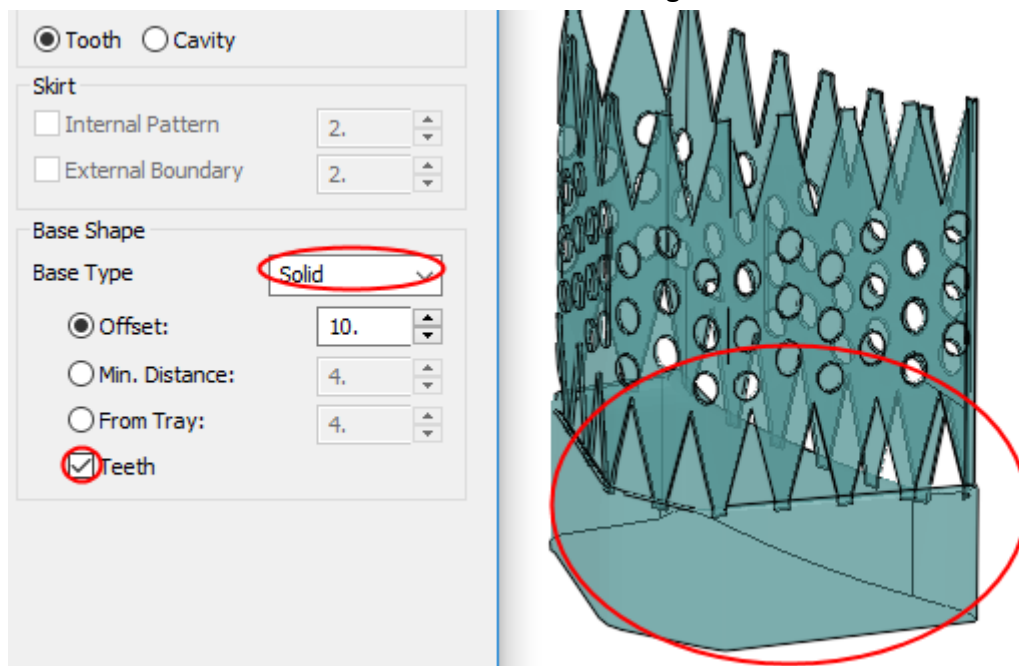 Tooth Cavity
Skirt
Internal Pattern 2.
External Boundary 2.
Base Shape
Base Type Solid
Offset: 10.
Min. Distance: 4.
From Tray: 4.
Teeth